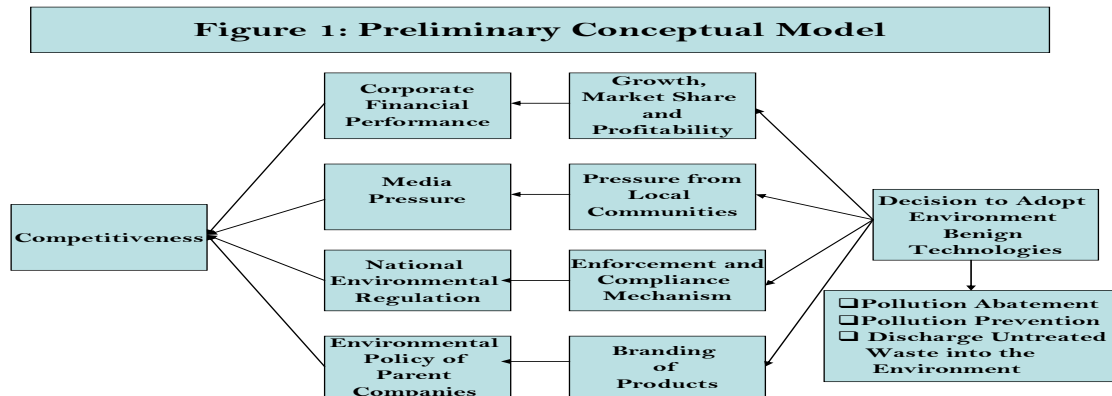 Figure 1: Preliminary Conceptual Model
Corporate
Financial
Performance
Growth,
Market Share
and
Profitability
Media
Pressure
Pressure from
Local
Communities
Decision to Adopt
Environment
Benign
Technologies
Competitiveness
National
Environmental
Regulation
Enforcement and
Compliance
Mechanism
❑Pollution Abatement
❑Pollution Prevention
❑ Discharge Untreated
Waste into the
Environment
Environmental
Policy of
Parent
Companies
Branding
of
Products